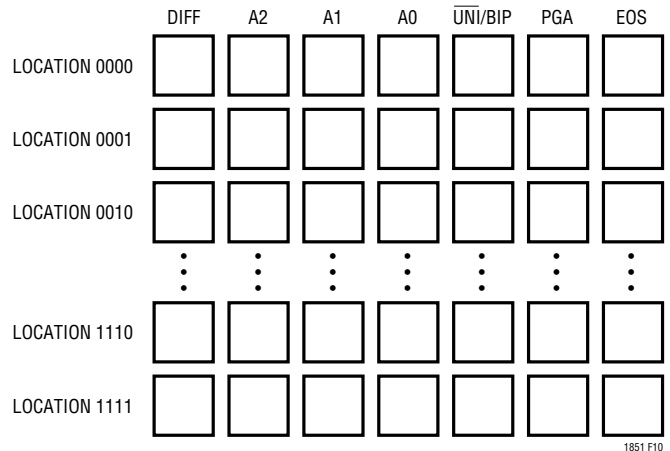 DIFF A2 A1 A0 U̅N̅I̅/BIP PGA EOS
LOCATION 0000
LOCATION 0001
LOCATION 0010
LOCATION 1110
LOCATION 1111
1851 F10